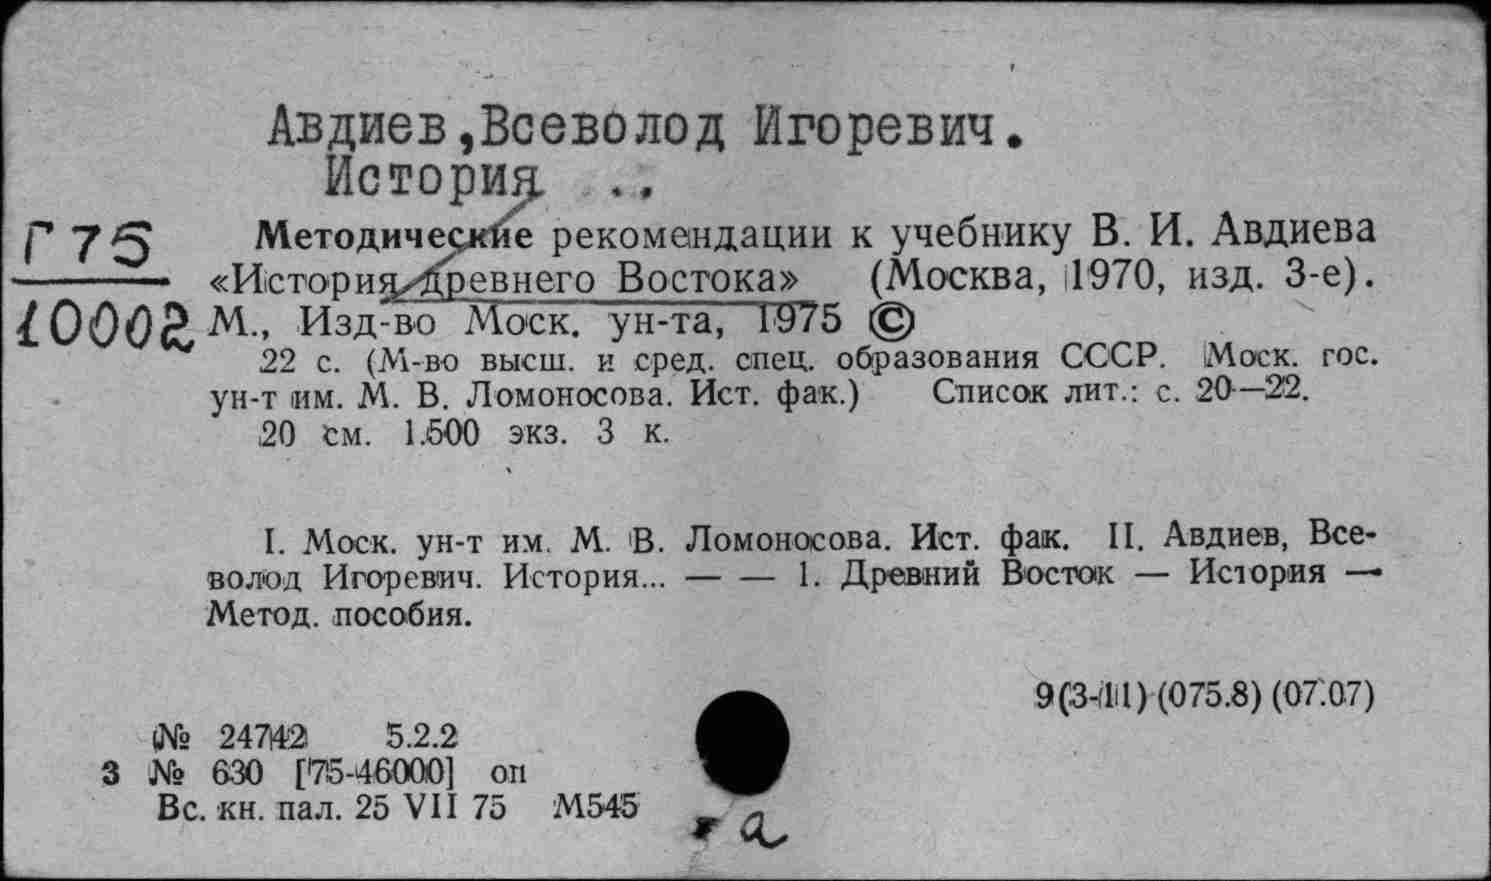 Авдиев,Всеволод Игоревич.
История ..
Г 75
10002
Методические рекомендации к учебнику В. И. Авдиева
«История Древнего Востока» (Москва, 1970, изд. 3-е).
М., Изд-во Моск. ун-та, 1975 ©
22 с. (М-во высш. и сред. спец. образования СССР. Моск. гос.
ун-т им. М. В. Ломоносова. Ист. фак.) Список лит.: с. 20—22.
20 см. 1.500 экз. 3 к.
I. Моск. ун-т им. М. В. Ломоносова. Ист. фак. II. Авдиев, Все-
волод Игоревич. История... — — 1. Древний Восток — История —
Метод. пособия.
9(3-11) (075.8) (07.07)
№ 24742 5.2.2
3 № 630 [75-46000] оп
Вс. кн. пал. 25 VII 75 М545